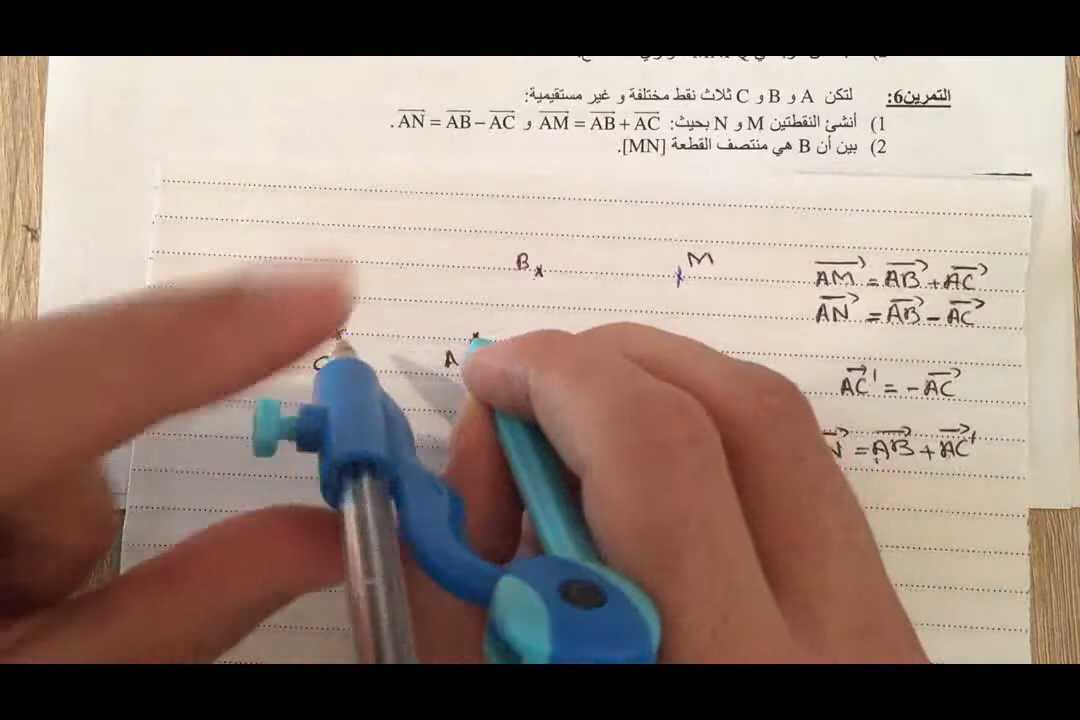 التمرين6: لتكن A و B و C ثلاث نقط مختلفة و غير مستقيمية:
1) أنشئ النقطتين M و N بحيث: AM = AB + AC و AN = AB − AC .
2) بين أن B هي منتصف القطعة [MN].
B M
AM = AB + AC
AN = AB − AC
C A
AC' = −AC
N = AB + AC'